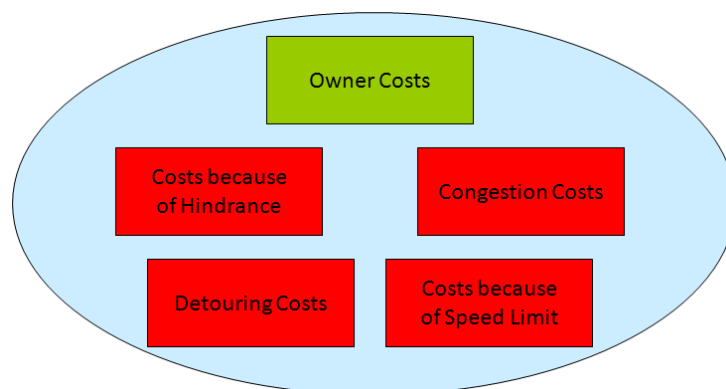 Owner Costs
Costs because
of Hindrance
Congestion Costs
Detouring Costs
Costs because
of Speed Limit